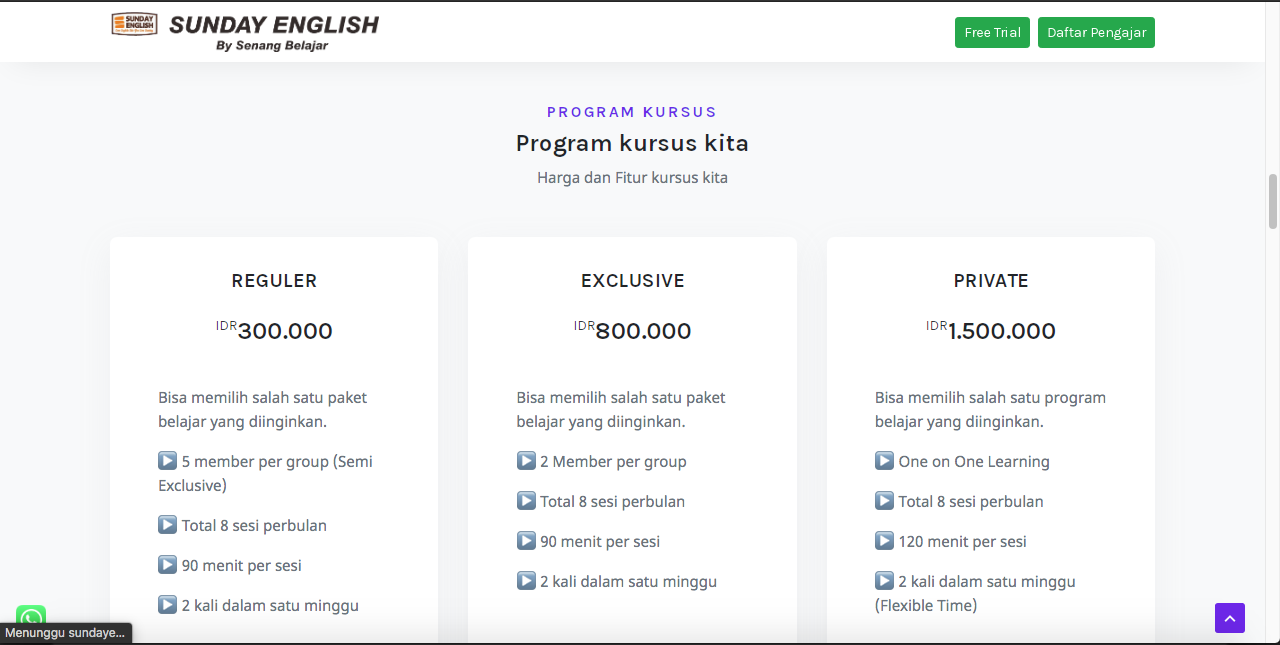 SUNDAY ENGLISH
SUNDAY ENGLISH
By Senang Belajar
Free Trial
Daftar Pengajar
PROGRAM KURSUS
Program kursus kita
Harga dan Fitur kursus kita
REGULER
IDR300.000
Bisa memilih salah satu paket
belajar yang diinginkan.
5 member per group (Semi
Exclusive)
Total 8 sesi perbulan
90 menit per sesi
2 kali dalam satu minggu
EXCLUSIVE
IDR800.000
Bisa memilih salah satu paket
belajar yang diinginkan.
2 Member per group
Total 8 sesi perbulan
90 menit per sesi
2 kali dalam satu minggu
PRIVATE
IDR1.500.000
Bisa memilih salah satu program
belajar yang diinginkan.
One on One Learning
Total 8 sesi perbulan
120 menit per sesi
2 kali dalam satu minggu
(Flexible Time)
Menunggu sundaye...